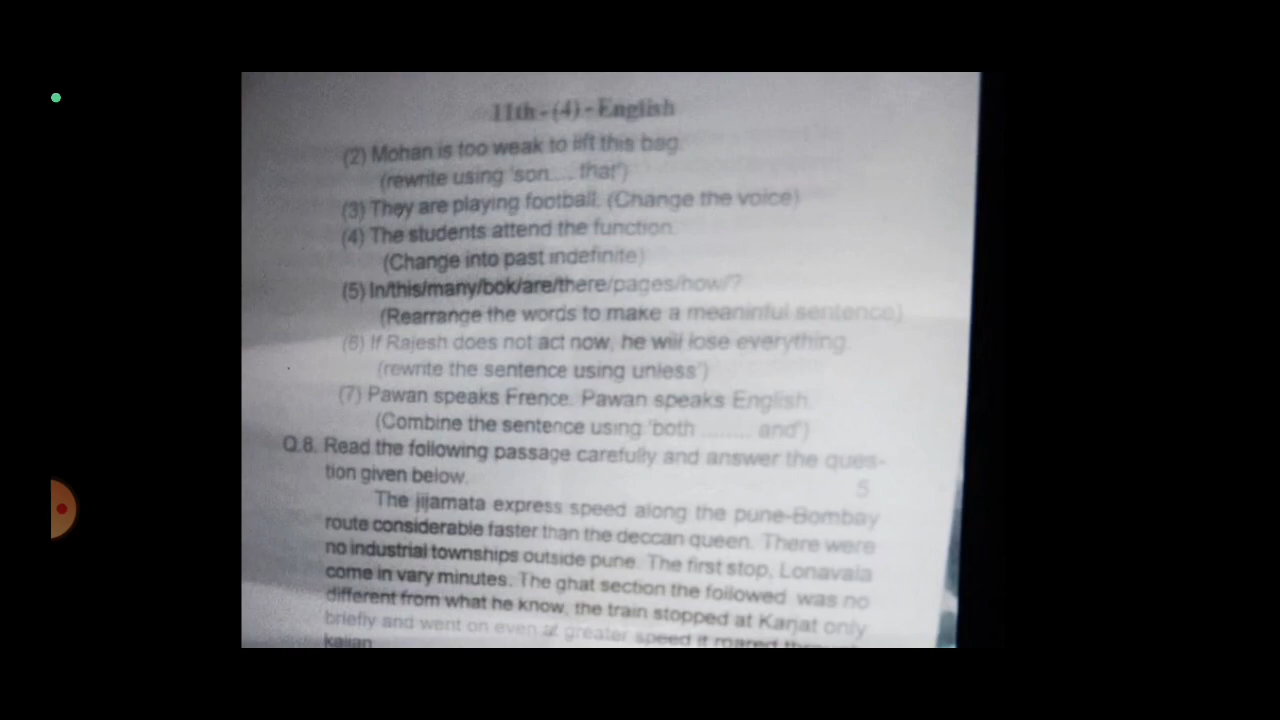 11th - (4) - English
(2) Mohan is too weak to lift this bag.
(rewrite using 'son.... that')
(3) They are playing football. (Change the voice)
(4) The students attend the function.
(Change into past indefinite)
(5) In/this/many/bok/are/there/pages/how/?
(Rearrange the words to make a meaninful sentence)
(6) If Rajesh does not act now, he will lose everything.
(rewrite the sentence using unless')
(7) Pawan speaks Frence. Pawan speaks English.
(Combine the sentence using 'both ........ and')
Q.8. Read the following passage carefully and answer the ques-
tion given below. 5
The jijamata express speed along the pune-Bombay
route considerable faster than the deccan queen. There were
no industrial townships outside pune. The first stop, Lonavala
come in vary minutes. The ghat section the followed was no
different from what he know, the train stopped at Karjat only
briefly and went on even at greater speed it roared through
kalian